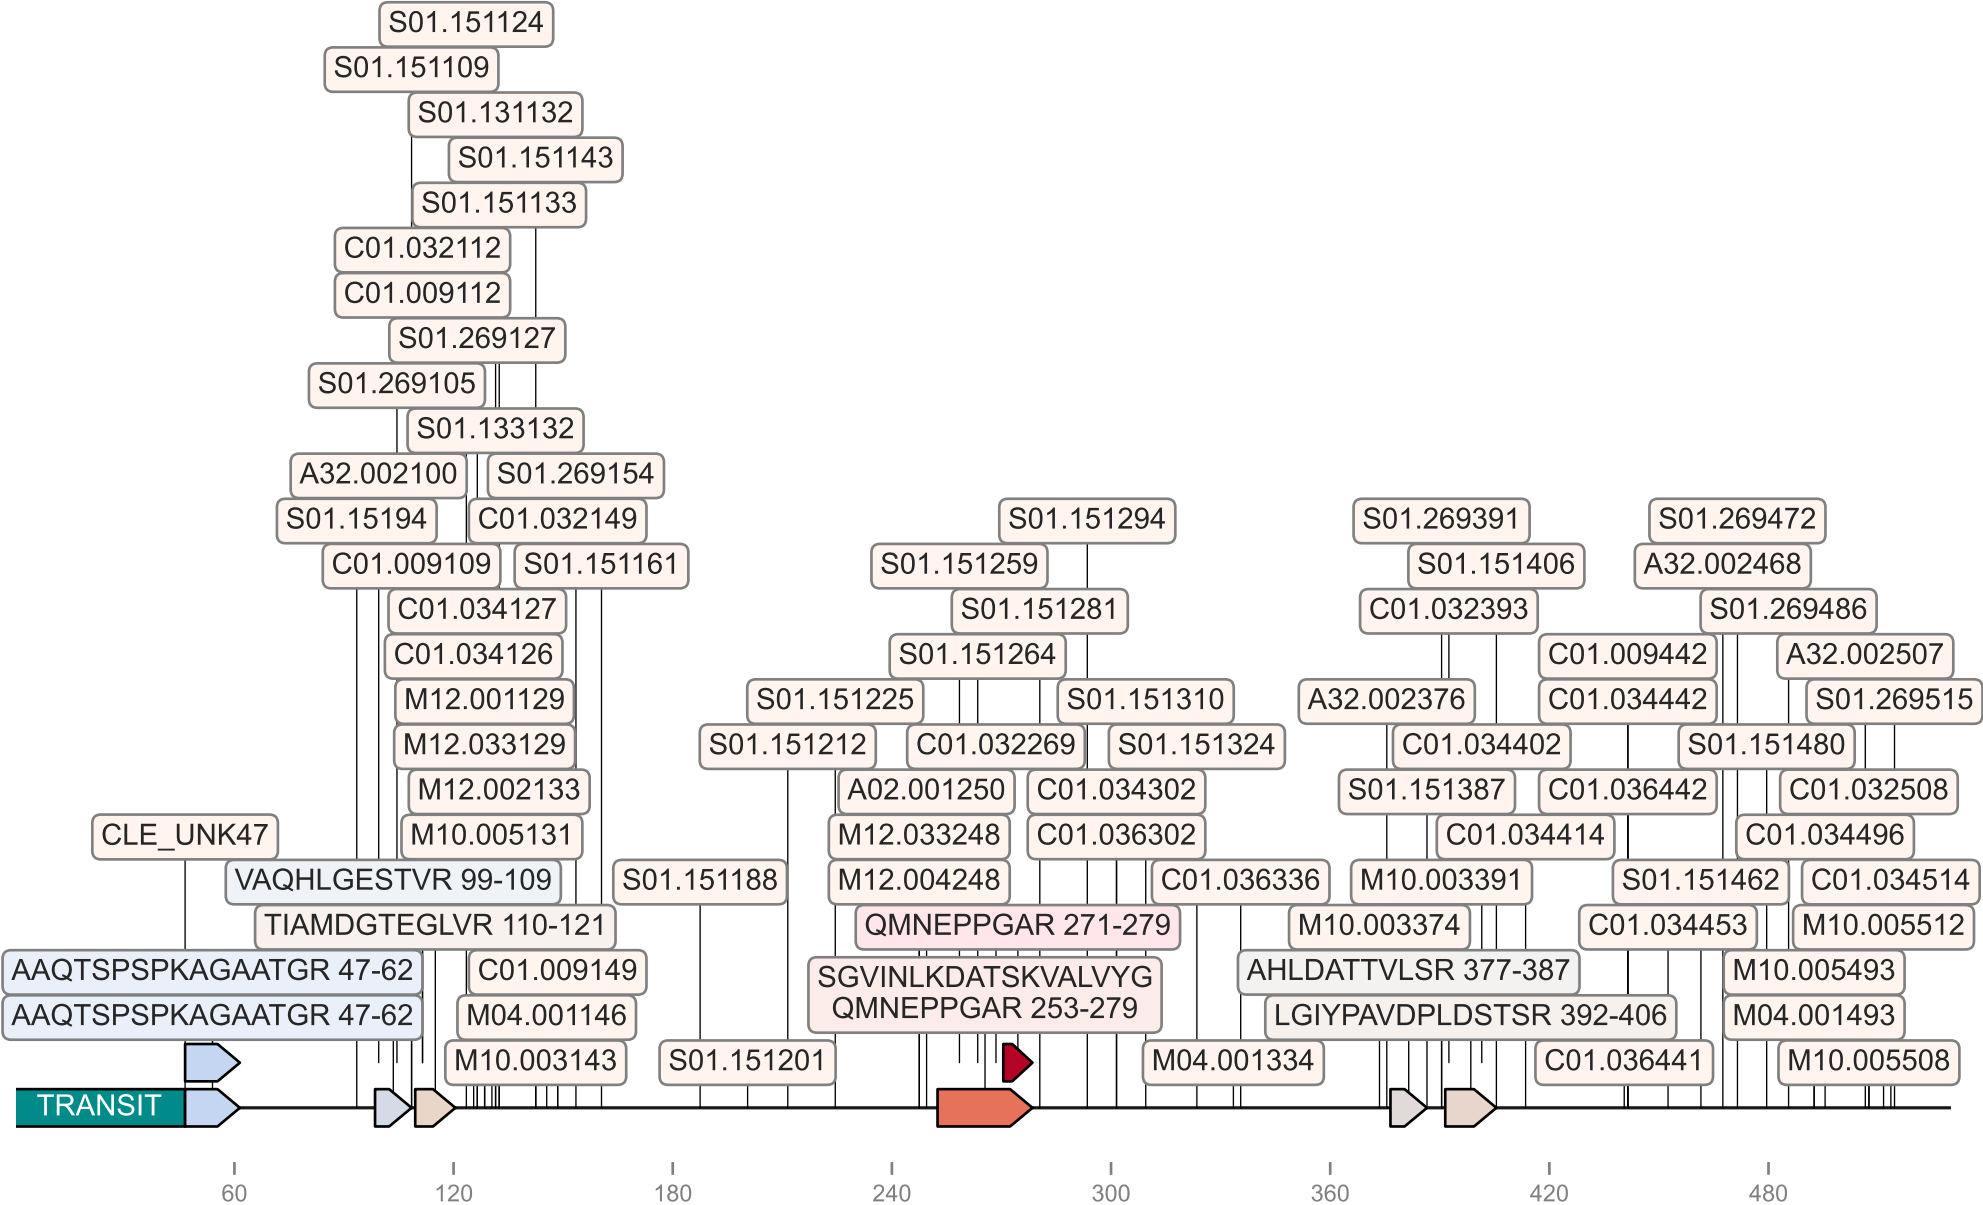 S01.151124
S01.151109
S01.131132
S01.151143
S01.151133
C01.032112
C01.009112
S01.269127
S01.269105
S01.133132
A32.002100 S01.269154
S01.15194 C01.032149 S01.151294 S01.269391 S01.269472
C01.009109 S01.151161 S01.151259 S01.151406 A32.002468
C01.034127 S01.151281 C01.032393 S01.269486
C01.034126 S01.151264 C01.009442 A32.002507
M12.001129 S01.151225 S01.151310 A32.002376 C01.034442 S01.269515
M12.033129 S01.151212 C01.032269 S01.151324 C01.034402 S01.151480
M12.002133 A02.001250 C01.034302 S01.151387 C01.036442 C01.032508
CLE_UNK47 M10.005131 M12.033248 C01.036302 C01.034414 C01.034496
VAQHLGESTVR 99-109 S01.151188 M12.004248 C01.036336 M10.003391 S01.151462 C01.034514
TIAMDGTEGLVR 110-121 QMNEPPGAR 271-279 M10.003374 C01.034453 M10.005512
AAQTSPSPKAGAATGR 47-62 C01.009149 SGVINLKDATSKVALVYG AHLDATTVLSR 377-387 M10.005493
AAQTSPSPKAGAATGR 47-62 M04.001146 QMNEPPGAR 253-279 LGIYPAVDPLDSTSR 392-406 M04.001493
M10.003143 S01.151201 M04.001334 C01.036441 M10.005508
TRANSIT
60 120 180 240 300 360 420 480